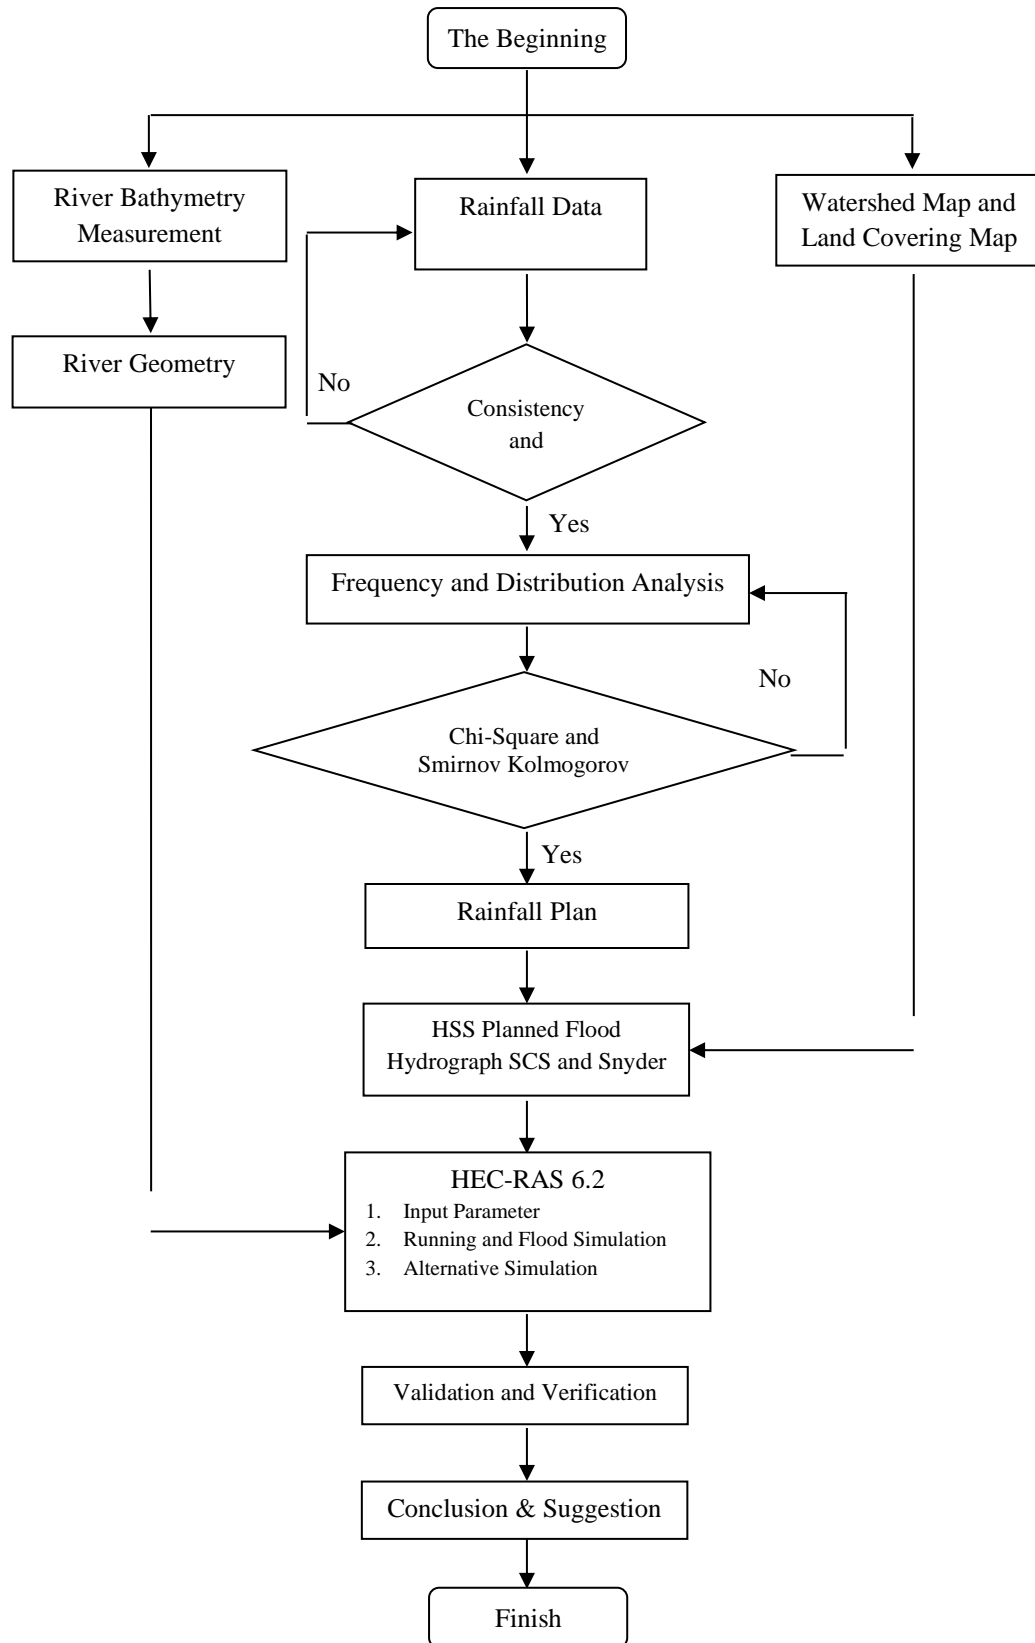 The Beginning
River Bathymetry
Measurement
Rainfall Data
Watershed Map and
Land Covering Map
River Geometry
No
Consistency
and
Yes
Frequency and Distribution Analysis
No
Chi-Square and
Smirnov Kolmogorov
Yes
Rainfall Plan
HSS Planned Flood
Hydrograph SCS and Snyder
HEC-RAS 6.2
1. Input Parameter
2. Running and Flood Simulation
3. Alternative Simulation
Validation and Verification
Conclusion & Suggestion
Finish